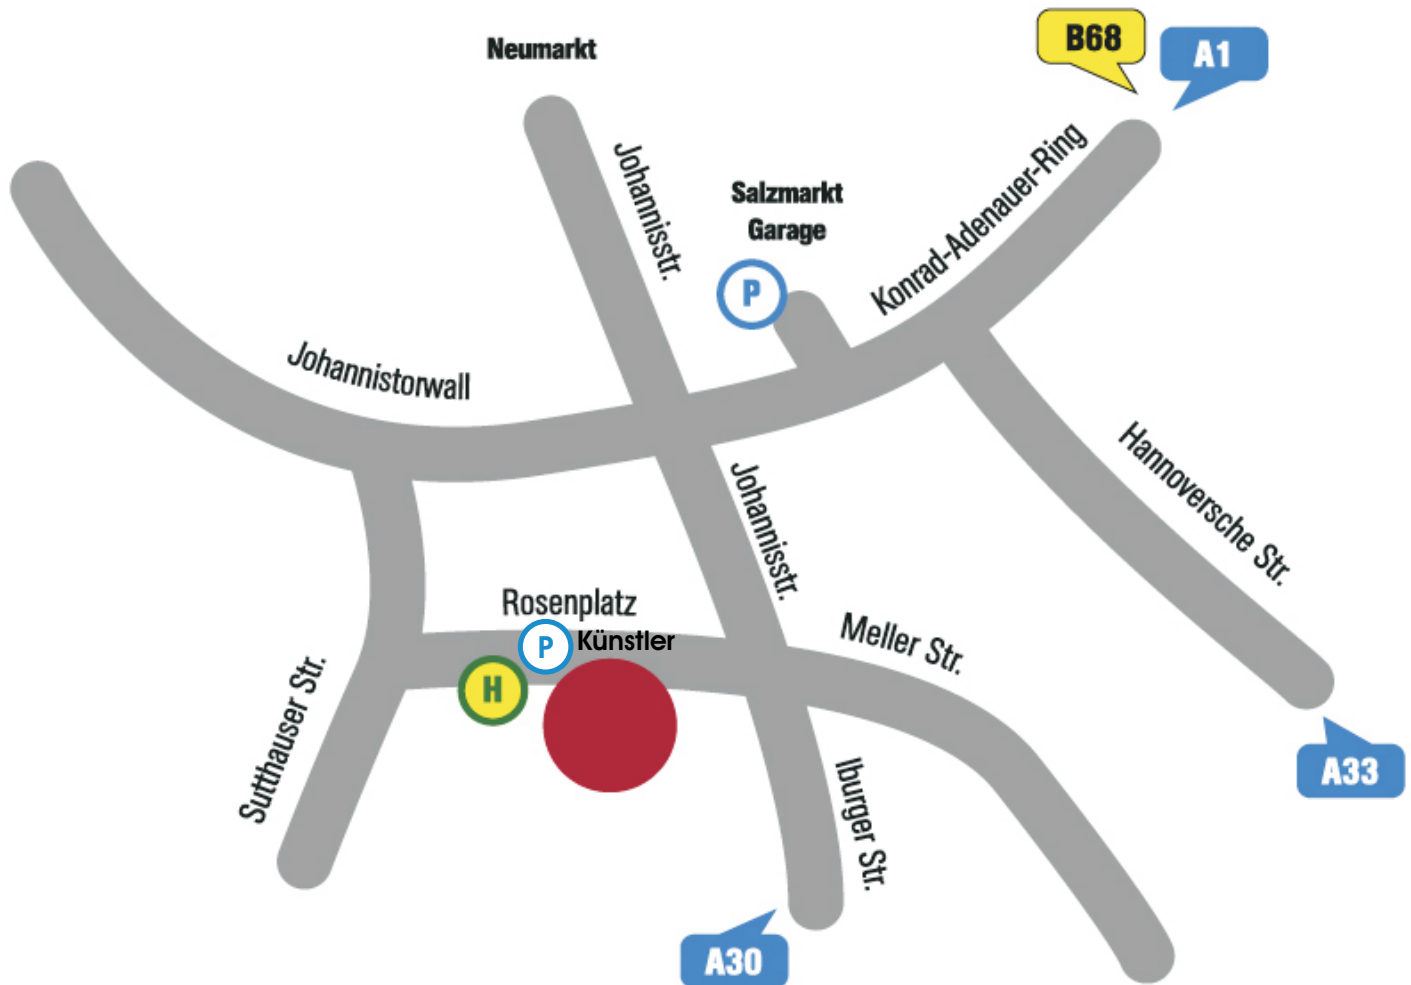 Neumarkt
B68
A1
Johannisstr.
Salzmarkt
Garage
P
Konrad-Adenauer-Ring
Johannistorwall
Hannoversche Str.
Johannisstr.
Rosenplatz
P
Künstler
Meller Str.
H
Sutthauser Str.
Iburger Str.
A33
A30